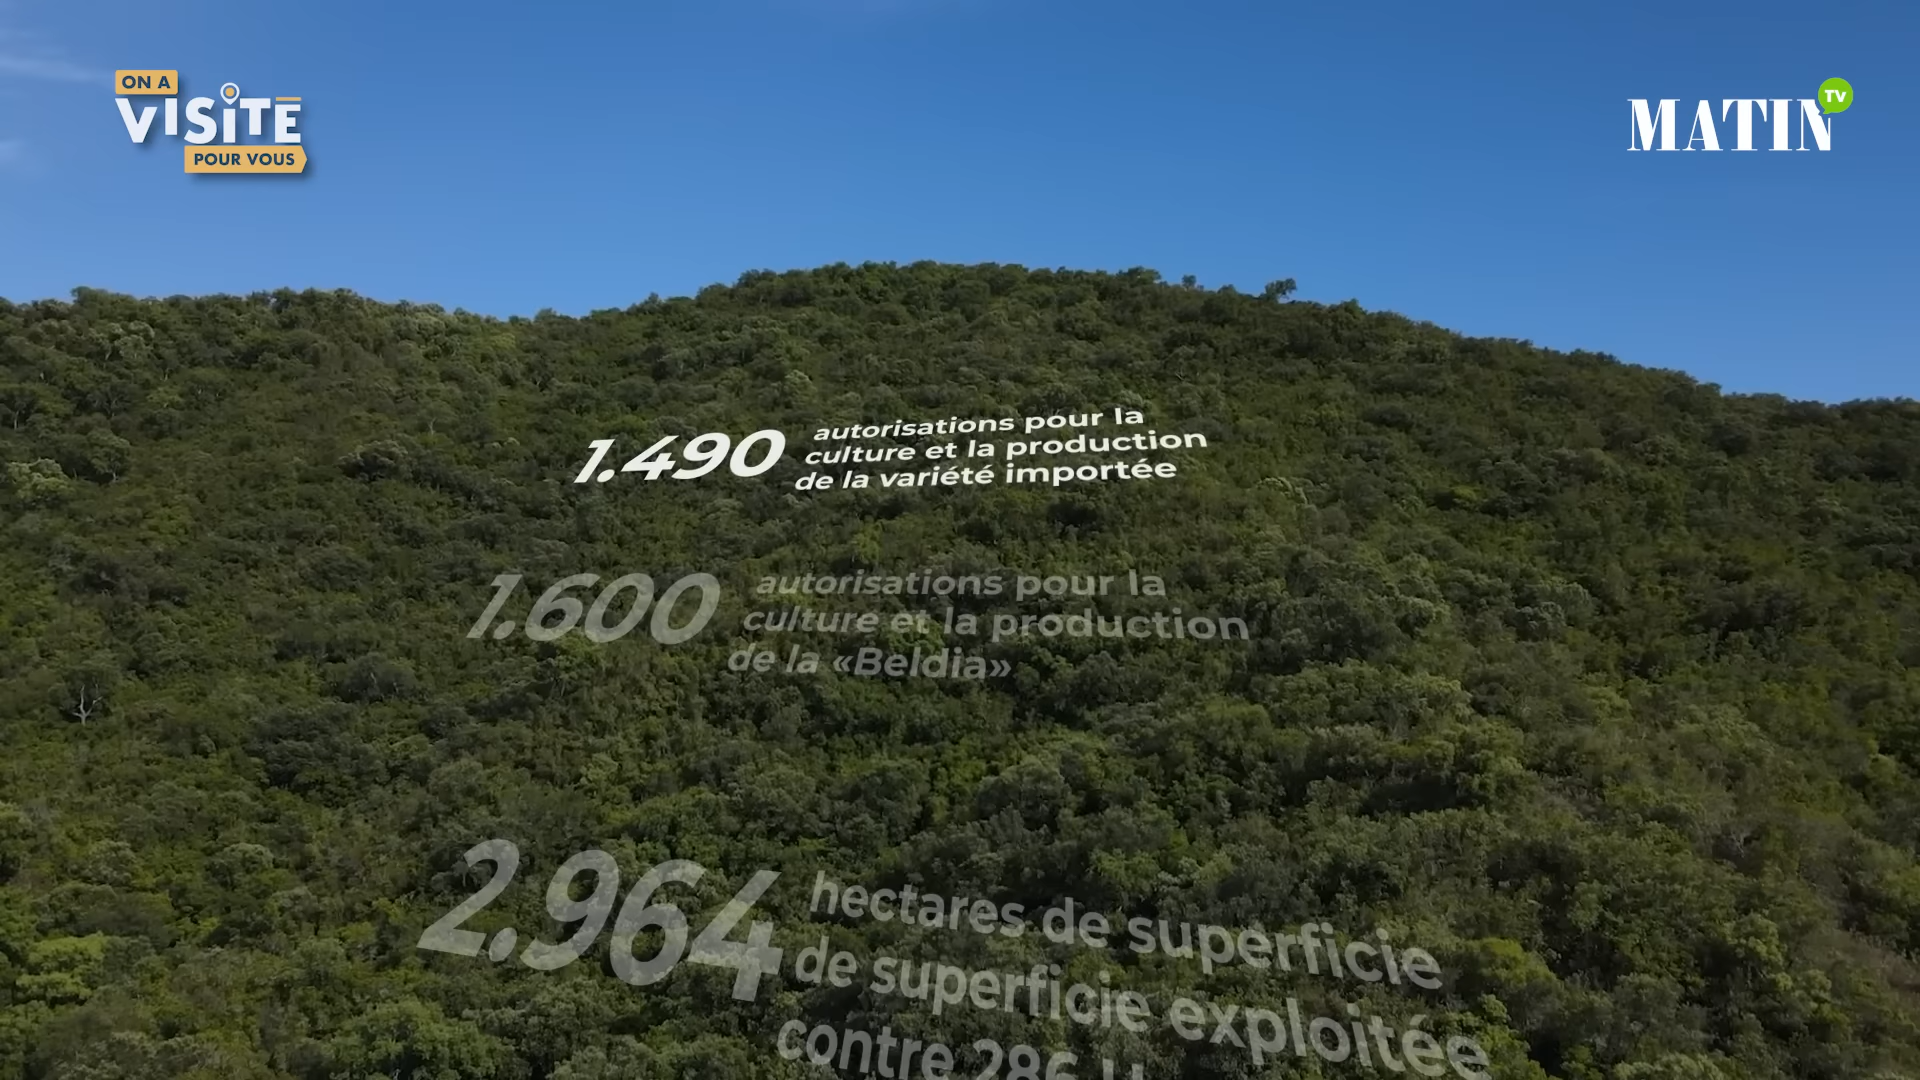 ON A
VISITE
POUR VOUS
MATIN TV
1.490 autorisations pour la
culture et la production
de la variété importée
1.600 autorisations pour la
culture et la production
de la «Beldia»
2.964 hectares de superficie
de superficie exploitée
contre 286